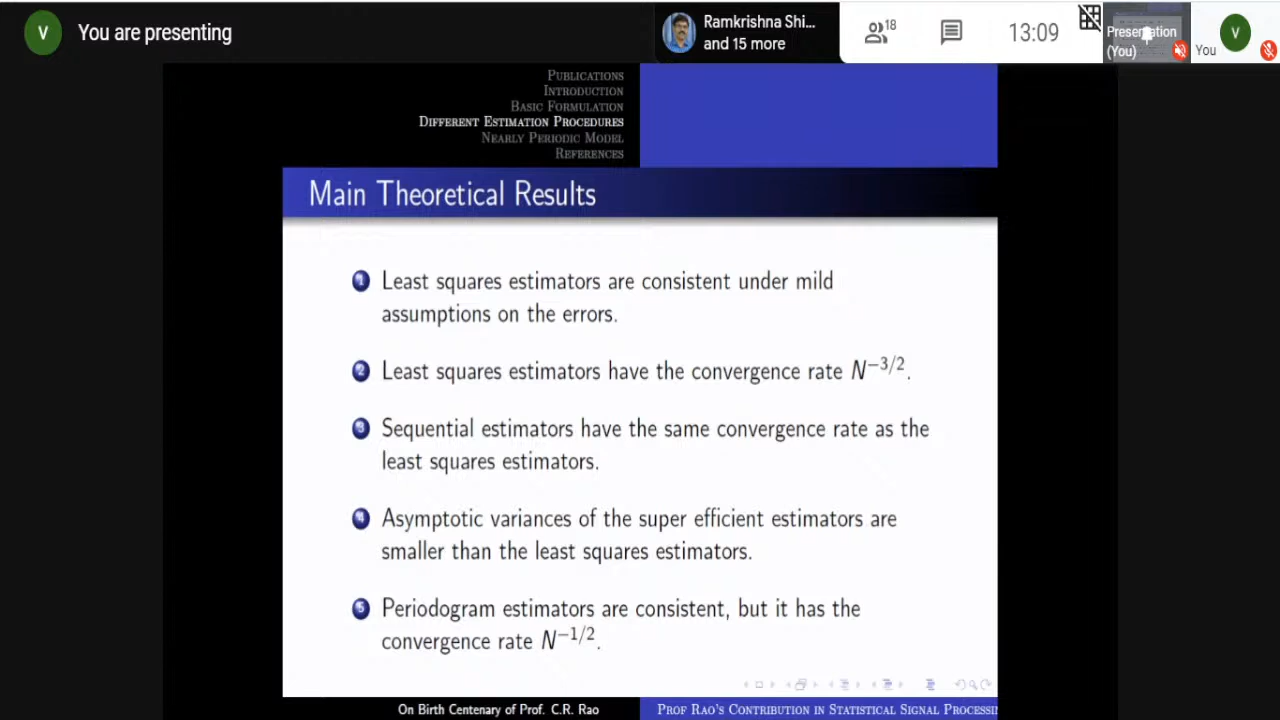 V
You are presenting
Ramkrishna Shi...
and 15 more
18
13:09
Presentation
(You)
You
V
PUBLICATIONS
INTRODUCTION
BASIC FORMULATION
DIFFERENT ESTIMATION PROCEDURES
NEARLY PERIODIC MODEL
REFERENCES
Main Theoretical Results
1 Least squares estimators are consistent under mild
assumptions on the errors.
2 Least squares estimators have the convergence rate N^{-3/2}.
3 Sequential estimators have the same convergence rate as the
least squares estimators.
4 Asymptotic variances of the super efficient estimators are
smaller than the least squares estimators.
5 Periodogram estimators are consistent, but it has the
convergence rate N^{-1/2}.
On Birth Centenary of Prof. C.R. Rao
PROF RAO'S CONTRIBUTION IN STATISTICAL SIGNAL PROCESSI